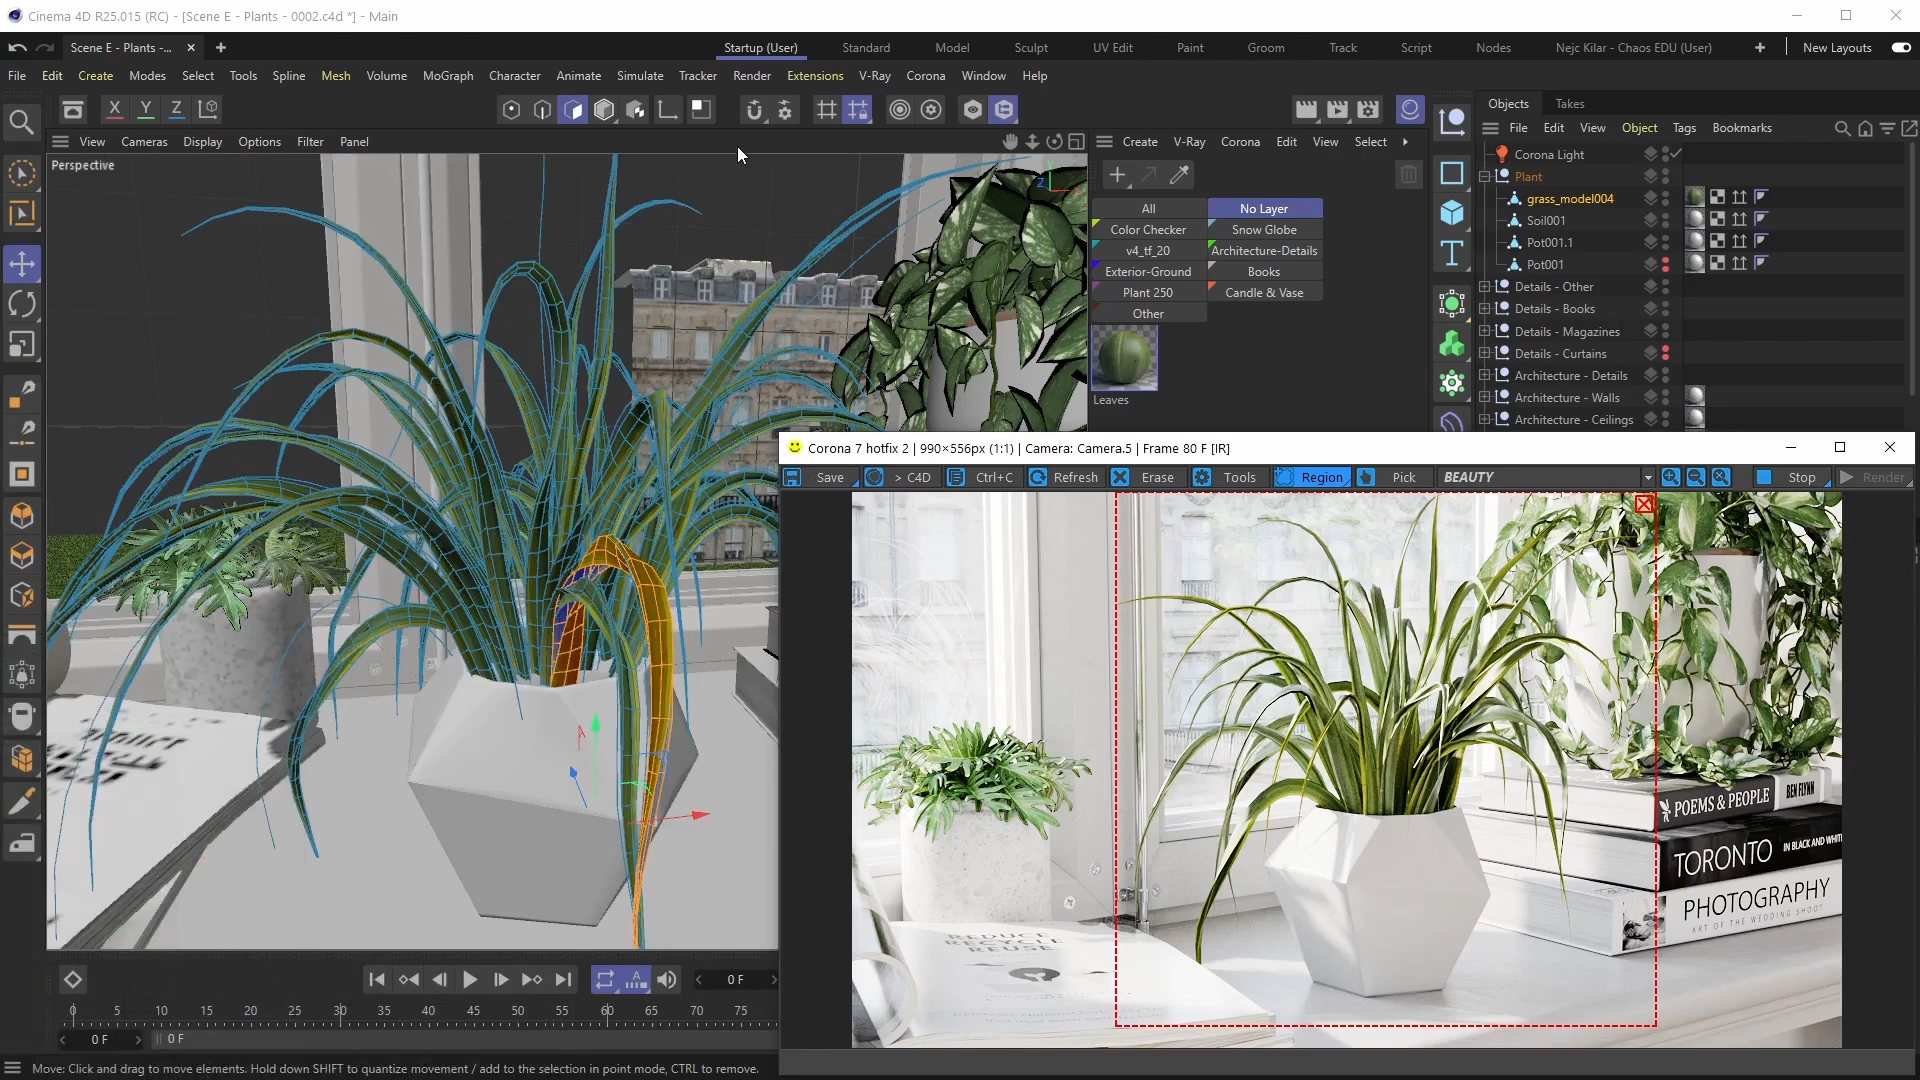 Cinema 4D R25.015 (RC) - [Scene E - Plants - 0002.c4d *] - Main
Scene E - Plants -...
Startup (User) Standard Model Sculpt UV Edit Paint Groom Track Script Nodes Nejc Kilar - Chaos EDU (User) New Layouts
File Edit Create Modes Select Tools Spline Mesh Volume MoGraph Character Animate Simulate Tracker Render Extensions V-Ray Corona Window Help
X Y Z
Objects Takes
File Edit View Object Tags Bookmarks
View Cameras Display Options Filter Panel
Create V-Ray Corona Edit View Select
Perspective
Y
Z
All No Layer
Color Checker Snow Globe
v4_tf_20 Architecture-Details
Exterior-Ground Books
Plant 250 Candle & Vase
Other
Leaves
Corona Light
Plant
grass_model004
Soil001
Pot001.1
Pot001
Details - Other
Details - Books
Details - Magazines
Details - Curtains
Architecture - Details
Architecture - Walls
Architecture - Ceilings
Corona 7 hotfix 2 | 990×556px (1:1) | Camera: Camera.5 | Frame 80 F [IR]
Save > C4D Ctrl+C Refresh Erase Tools Region Pick BEAUTY Stop Render
POEMS & PEOPLE BEN FLYNN
TORONTO IN BLACK AND WHIT
PHOTOGRAPHY
ART OF THE WEDDING SHOOT
REDUCE
RECYCLE
REUSE
0 F
0 5 10 15 20 25 30 35 40 45 50 55 60 65 70 75
0 F 0 F
Move: Click and drag to move elements. Hold down SHIFT to quantize movement / add to the selection in point mode, CTRL to remove.